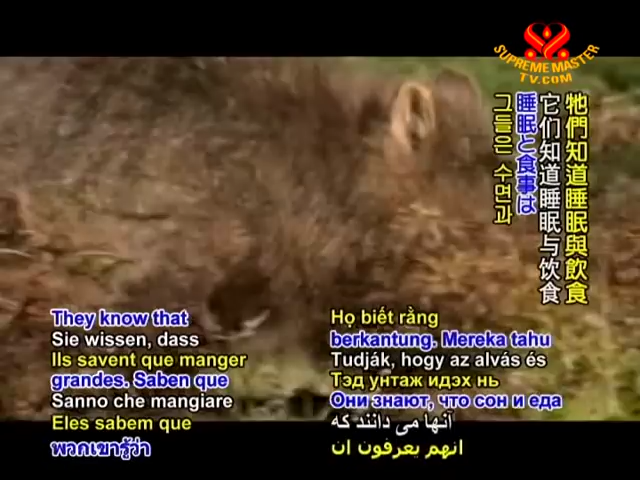 SUPREME MASTER
TV.COM
牠們知道睡眠與飲食
它们知道睡眠与饮食
睡眠と食事は
그들은 수면과
They know that
Sie wissen, dass
Ils savent que manger
grandes. Saben que
Sanno che mangiare
Eles sabem que
พวกเขารู้ว่า
Họ biết rằng
berkantung. Mereka tahu
Tudják, hogy az alvás és
Тэд унтаж идэх нь
Они знают, что сон и еда
آنها می دانند که
انهم يعرفون ان